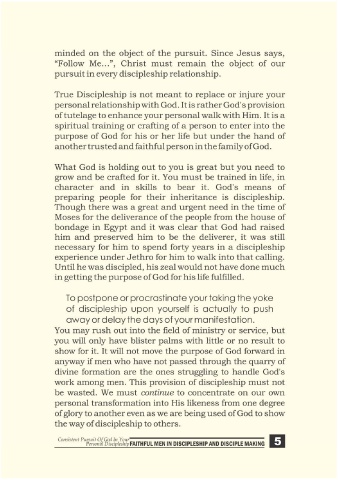 minded on the object of the pursuit. Since Jesus says,
“Follow Me...”, Christ must remain the object of our
pursuit in every discipleship relationship.
True Discipleship is not meant to replace or injure your
personal relationship with God. It is rather God's provision
of tutelage to enhance your personal walk with Him. It is a
spiritual training or crafting of a person to enter into the
purpose of God for his or her life but under the hand of
another trusted and faithful person in the family of God.
What God is holding out to you is great but you need to
grow and be crafted for it. You must be trained in life, in
character and in skills to bear it. God's means of
preparing people for their inheritance is discipleship.
Though there was a great and urgent need in the time of
Moses for the deliverance of the people from the house of
bondage in Egypt and it was clear that God had raised
him and preserved him to be the deliverer, it was still
necessary for him to spend forty years in a discipleship
experience under Jethro for him to walk into that calling.
Until he was discipled, his zeal would not have done much
in getting the purpose of God for his life fulfilled.
To postpone or procrastinate your taking the yoke
of discipleship upon yourself is actually to push
away or delay the days of your manifestation.
You may rush out into the field of ministry or service, but
you will only have blister palms with little or no result to
show for it. It will not move the purpose of God forward in
anyway if men who have not passed through the quarry of
divine formation are the ones struggling to handle God's
work among men. This provision of discipleship must not
be wasted. We must continue to concentrate on our own
personal transformation into His likeness from one degree
of glory to another even as we are being used of God to show
the way of discipleship to others.
Consistent Pursuit Of God In Your
Personal Discipleship FAITHFUL MEN IN DISCIPLESHIP AND DISCIPLE MAKING 5